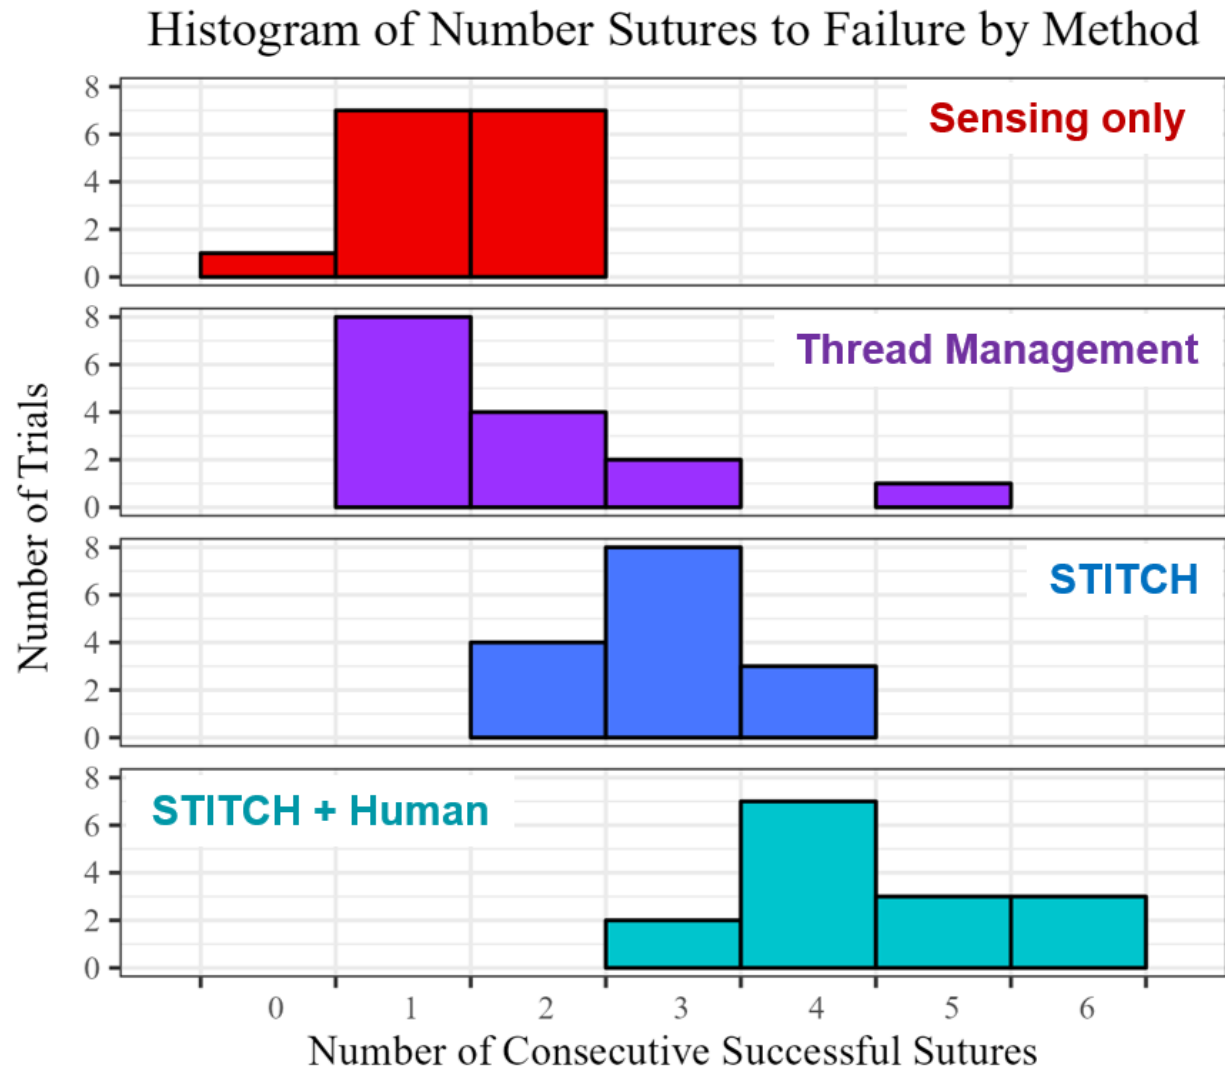 Histogram of Number Sutures to Failure by Method
Number of Trials
8
6
4
2
0
Sensing only
8
6
4
2
0
Thread Management
8
6
4
2
0
STITCH
8
6
4
2
0
STITCH + Human
0 1 2 3 4 5 6
Number of Consecutive Successful Sutures